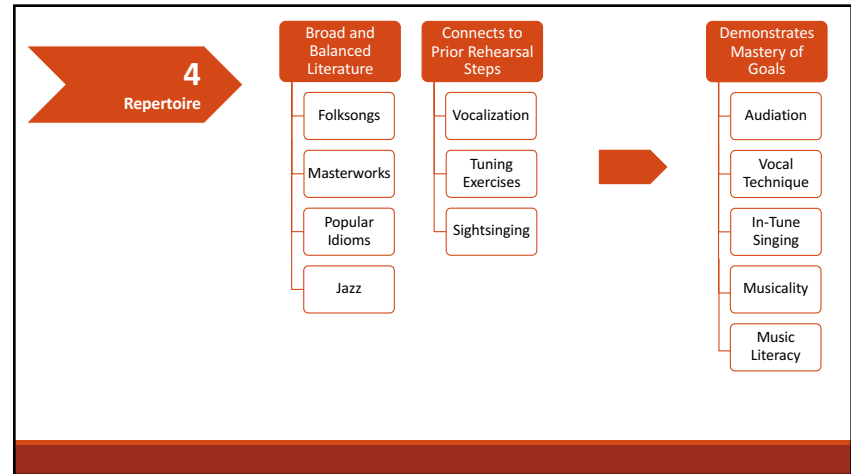 4
Repertoire
Broad and
Balanced
Literature
Folksongs
Masterworks
Popular
Idioms
Jazz
Connects to
Prior Rehearsal
Steps
Vocalization
Tuning
Exercises
Sightsinging
Demonstrates
Mastery of
Goals
Audiation
Vocal
Technique
In-Tune
Singing
Musicality
Music
Literacy